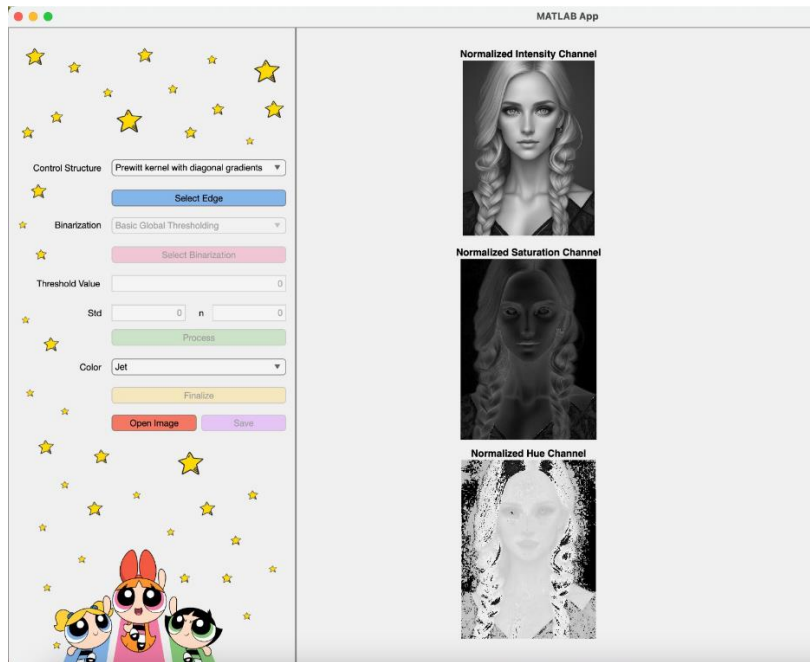 MATLAB App
Control Structure Prewitt kernel with diagonal gradients
Select Edge
Binarization Basic Global Thresholding
Select Binarization
Threshold Value 0
Std 0 n 0
Process
Color Jet
Finalize
Open Image Save
Normalized Intensity Channel
Normalized Saturation Channel
Normalized Hue Channel